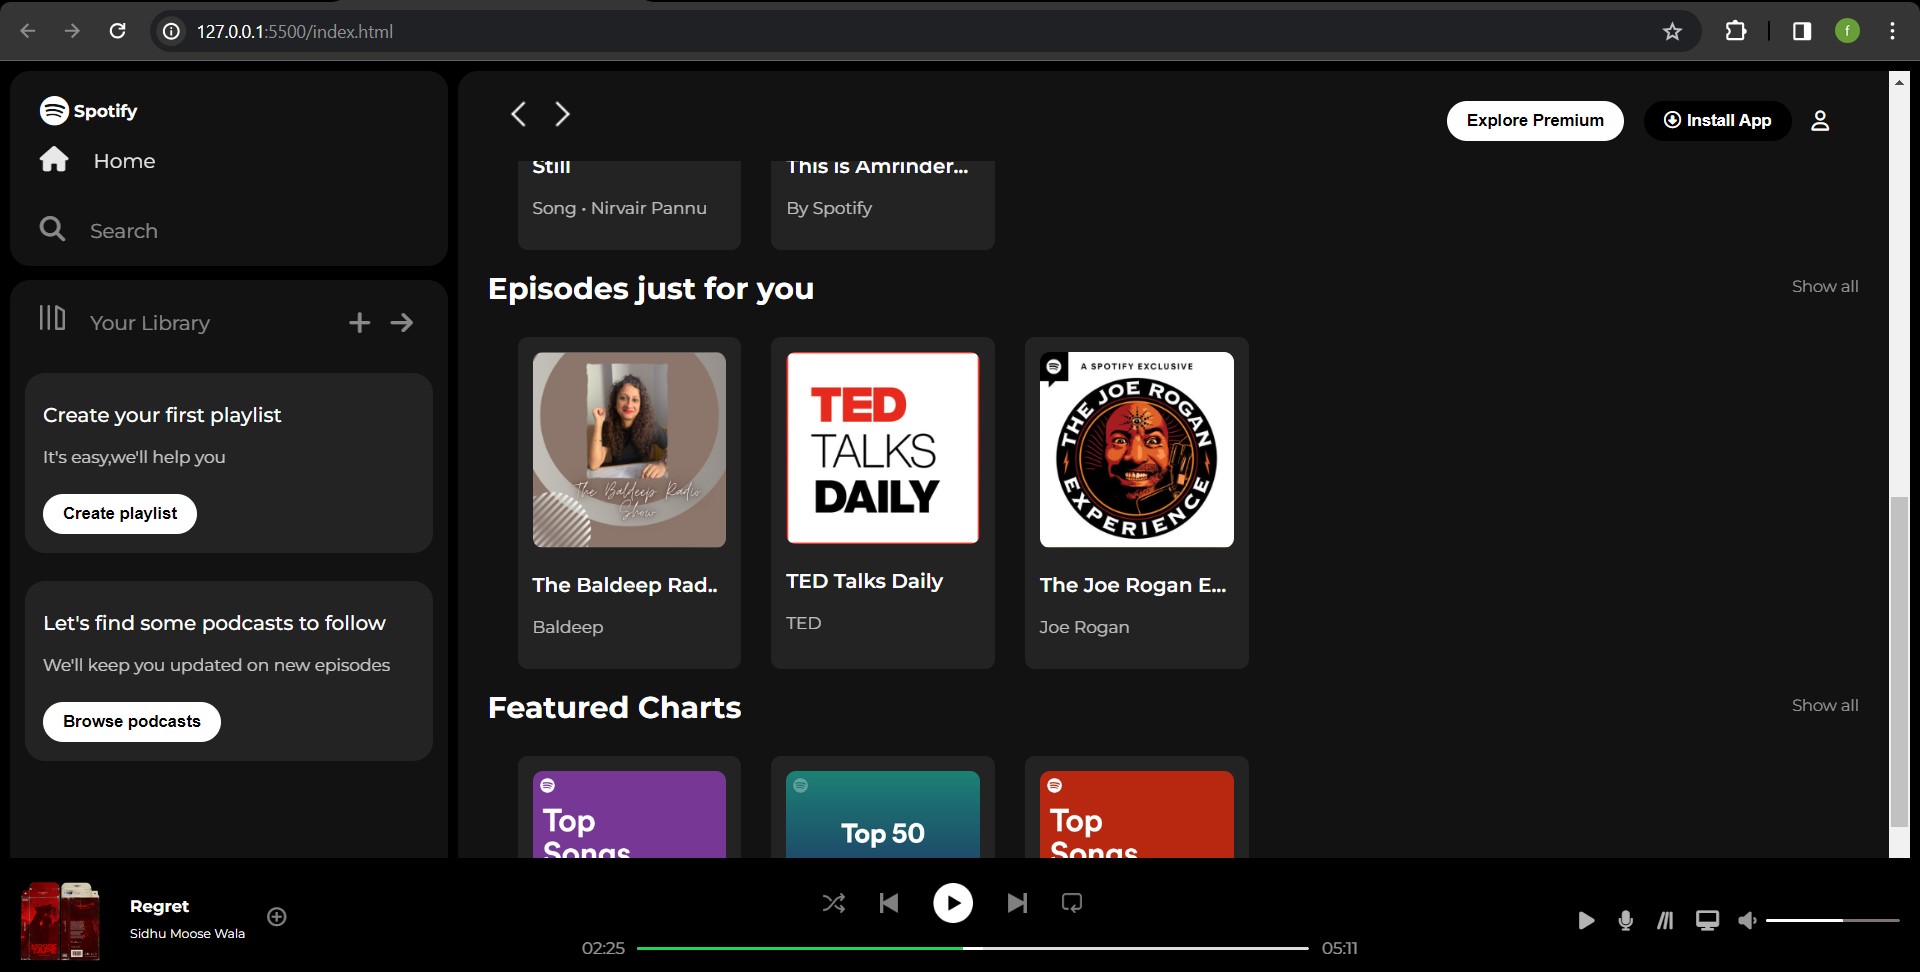 127.0.0.1:5500/index.html
f
Spotify
Home
Search
Your Library
Create your first playlist
It's easy,we'll help you
Create playlist
Let's find some podcasts to follow
We'll keep you updated on new episodes
Browse podcasts
Explore Premium
Install App
Still
This is Amrinder...
Song • Nirvair Pannu
By Spotify
Episodes just for you
Show all
The Baldeep Radio
Show
TED
TALKS
DAILY
A SPOTIFY EXCLUSIVE
THE JOE ROGAN
EXPERIENCE
The Baldeep Rad..
Baldeep
TED Talks Daily
TED
The Joe Rogan E...
Joe Rogan
Featured Charts
Show all
Top
Songs
Top 50
Top
Songs
Regret
Sidhu Moose Wala
02:25
05:11